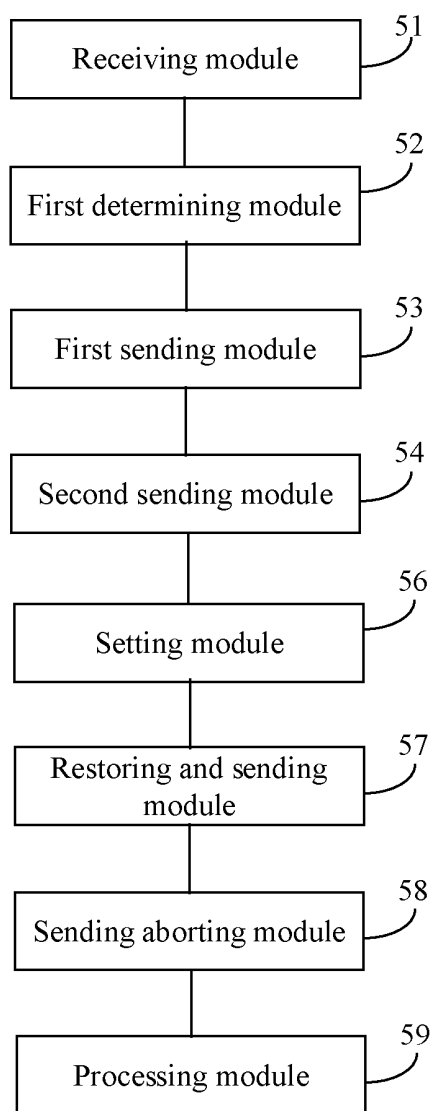 51
Receiving module
52
First determining module
53
First sending module
54
Second sending module
56
Setting module
57
Restoring and sending
module
58
Sending aborting module
59
Processing module